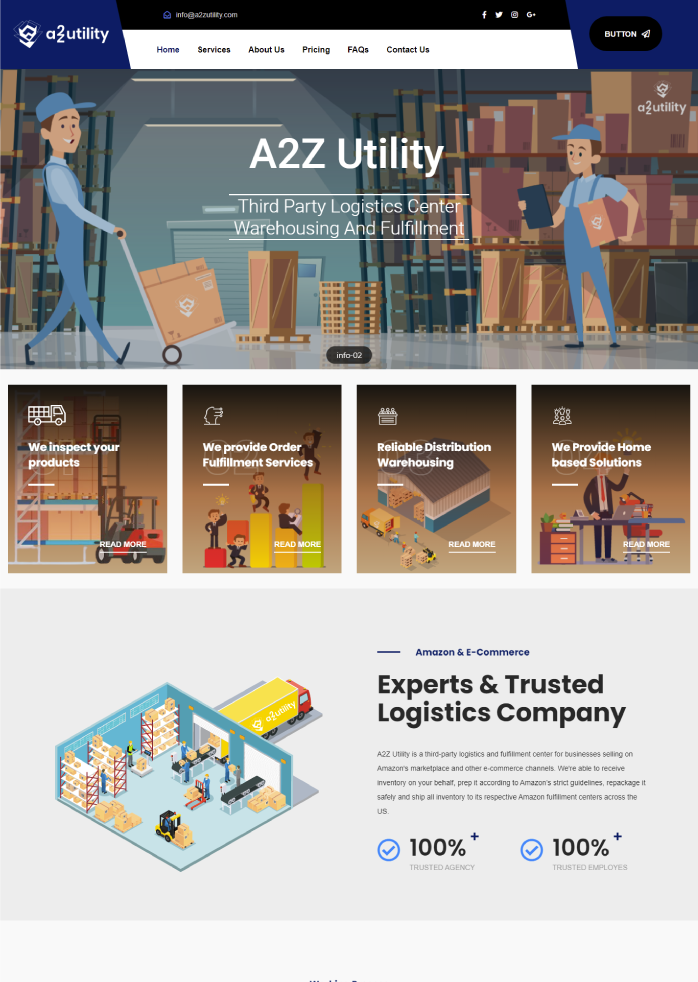 a2zutility
info@a2zutility.com
BUTTON
Home Services About Us Pricing FAQs Contact Us
a2zutility
A2Z Utility
Third Party Logistics Center
Warehousing And Fulfillment
info-02
We inspect your
products
READ MORE
We provide Order
Fulfillment Services
READ MORE
Reliable Distribution
Warehousing
READ MORE
We Provide Home
based Solutions
READ MORE
a2zutility
Amazon & E-Commerce
Experts & Trusted
Logistics Company
A2Z Utility is a third-party logistics and fulfillment center for businesses selling on
Amazon's marketplace and other e-commerce channels. We're able to receive
inventory on your behalf, prep it according to Amazon's strict guidelines, repackage it
safely and ship all inventory to its respective Amazon fulfillment centers across the
US.
100% +
TRUSTED AGENCY
100% +
TRUSTED EMPLOYES